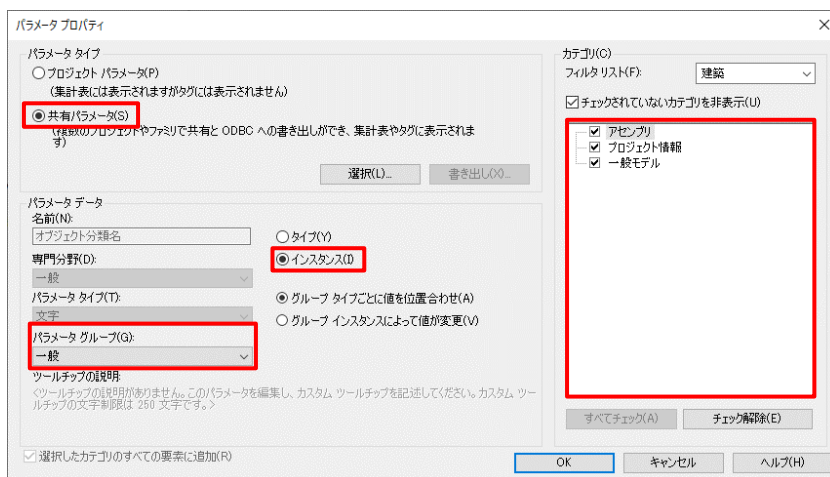 パラメータ プロパティ
パラメータ タイプ
プロジェクト パラメータ(P)
(集計表には表示されますがタグには表示されません)
共有パラメータ(S)
(複数のプロジェクトやファミリで共有と ODBC への書き出しができ、集計表やタグに表示されま
す)
選択(L)...
書き出し(X)...
パラメータ データ
名前(N):
オブジェクト分類名
タイプ(Y)
専門分野(D):
インスタンス(I)
一般
パラメータ タイプ(T):
グループ タイプごとに値を位置合わせ(A)
文字
グループ インスタンスによって値が変更(V)
パラメータ グループ(G):
一般
ツールチップの説明:
<ツールチップの説明がありません。このパラメータを編集し、カスタム ツールチップを記述してください。カスタム ツー
ルチップの文字制限は 250 文字です。>
選択したカテゴリのすべての要素に追加(R)
カテゴリ(C)
フィルタ リスト(F):
建築
チェックされていないカテゴリを非表示(U)
アセンブリ
プロジェクト情報
一般モデル
すべてチェック(A)
チェック解除(E)
OK
キャンセル
ヘルプ(H)